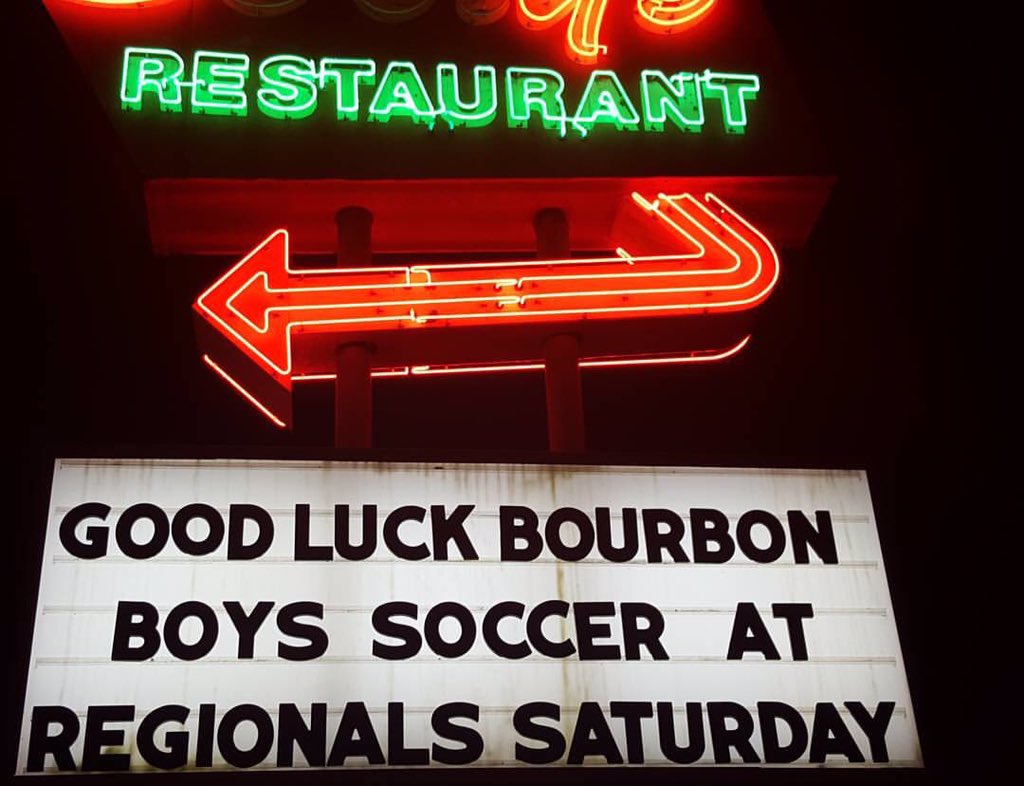 RESTAURANT
GOOD LUCK BOURBON
BOYS SOCCER AT
REGIONALS SATURDAY